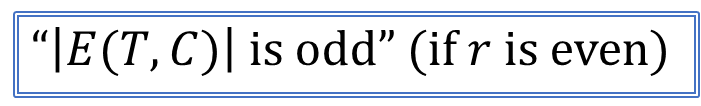 “|E(T, C)| is odd” (if r is even)